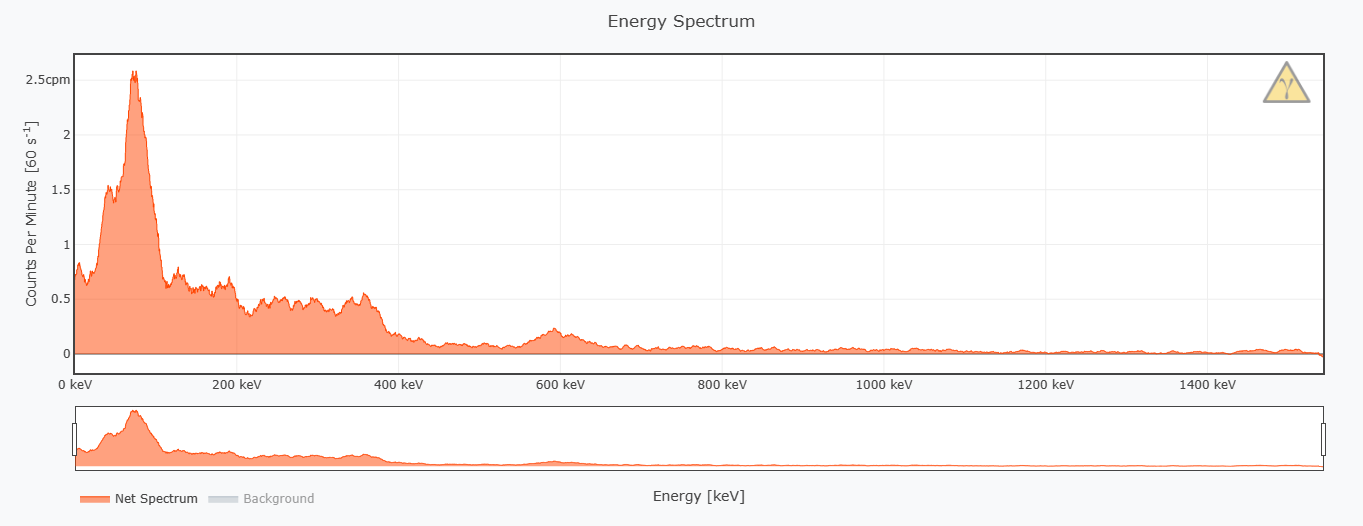 Energy Spectrum
γ
Counts Per Minute [60 s⁻¹]
2.5cpm
2
1.5
1
0.5
0
0 keV 200 keV 400 keV 600 keV 800 keV 1000 keV 1200 keV 1400 keV
Energy [keV]
Net Spectrum Background